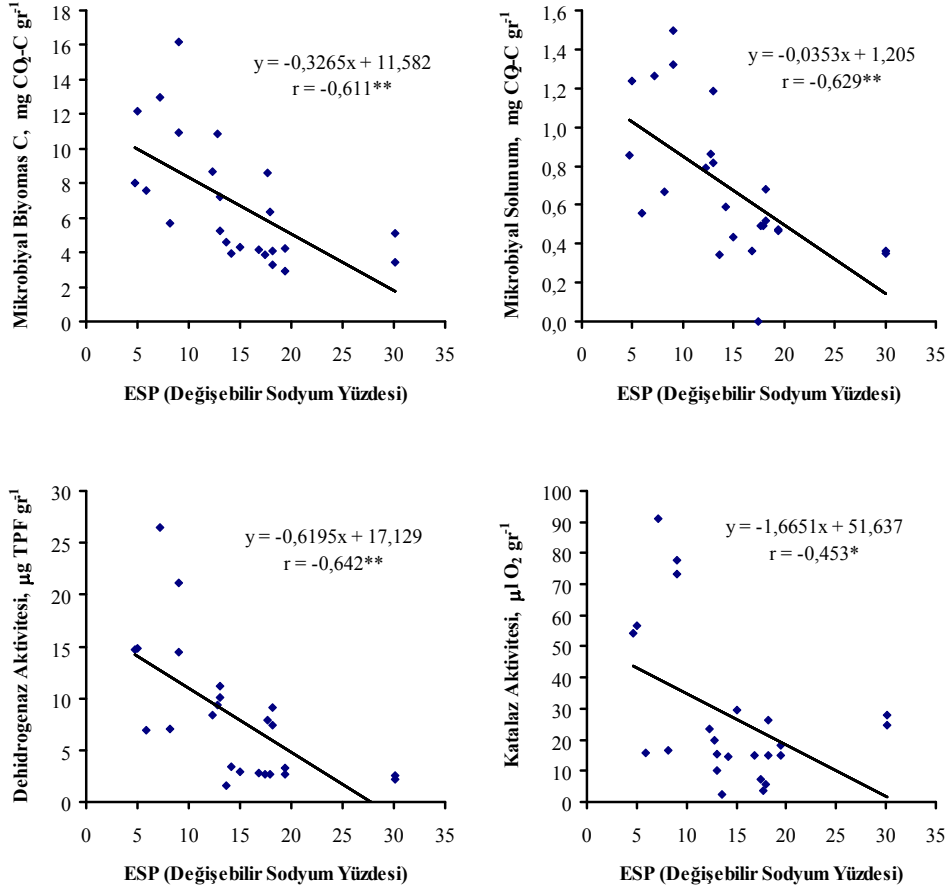 Mikrobiyal Biyomas C, mg CO2-C gr-1
18
16
14
12
10
8
6
4
2
0
y = -0,3265x + 11,582
r = -0,611**
0 5 10 15 20 25 30 35
ESP (Değişebilir Sodyum Yüzdesi)
Mikrobiyal Solunum, mg CO2-C gr-1
1,6
1,4
1,2
1,0
0,8
0,6
0,4
0,2
0,0
y = -0,0353x + 1,205
r = -0,629**
0 5 10 15 20 25 30 35
ESP (Değişebilir Sodyum Yüzdesi)
Dehidrogenaz Aktivitesi, µg TPF gr-1
30
25
20
15
10
5
0
y = -0,6195x + 17,129
r = -0,642**
0 5 10 15 20 25 30 35
ESP (Değişebilir Sodyum Yüzdesi)
Katalaz Aktivitesi, µl O2 gr-1
100
90
80
70
60
50
40
30
20
10
0
y = -1,6651x + 51,637
r = -0,453*
0 5 10 15 20 25 30 35
ESP (Değişebilir Sodyum Yüzdesi)